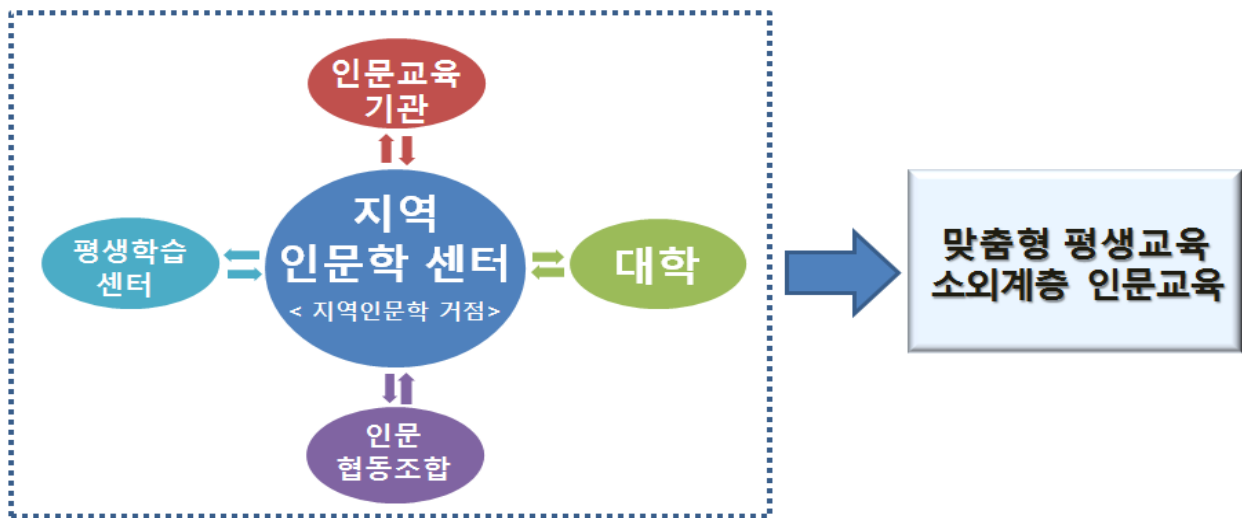 인문교육
기관
지역
인문학 센터
< 지역인문학 거점>
평생학습
센터
대학
인문
협동조합
맞춤형 평생교육
소외계층 인문교육